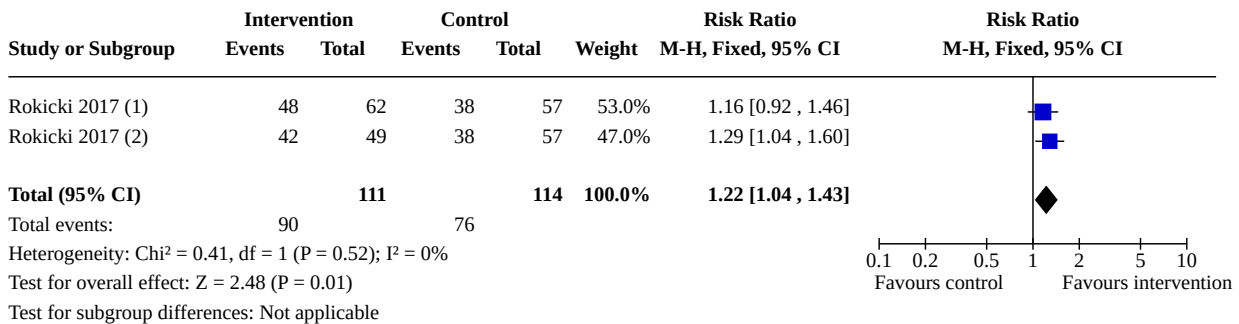 Intervention Control Risk Ratio Risk Ratio
Study or Subgroup Events Total Events Total Weight M-H, Fixed, 95% CI M-H, Fixed, 95% CI
Rokicki 2017 (1) 48 62 38 57 53.0% 1.16 [0.92 , 1.46]
Rokicki 2017 (2) 42 49 38 57 47.0% 1.29 [1.04 , 1.60]
Total (95% CI) 111 114 100.0% 1.22 [1.04 , 1.43]
Total events: 90 76
Heterogeneity: Chi² = 0.41, df = 1 (P = 0.52); I² = 0%
0.1 0.2 0.5 1 2 5 10
Test for overall effect: Z = 2.48 (P = 0.01) Favours control Favours intervention
Test for subgroup differences: Not applicable